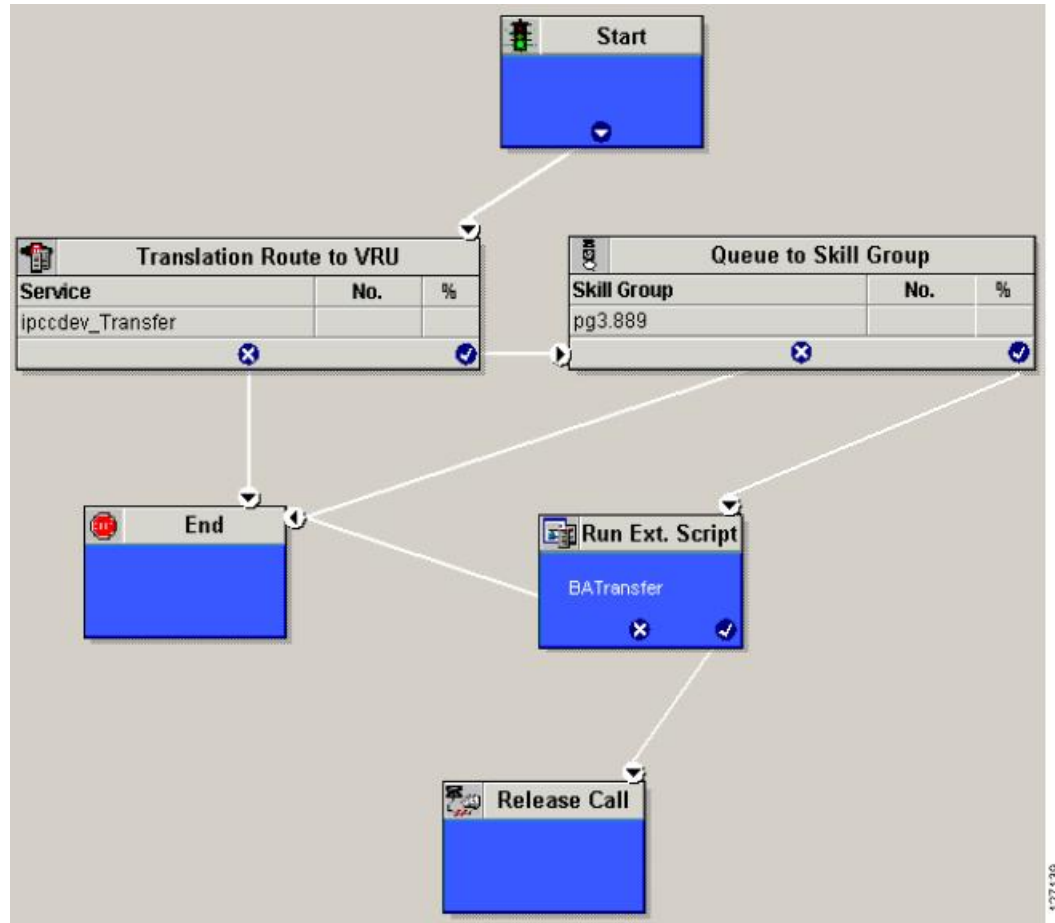 Start
Translation Route to VRU
Service No. %
ipccdev_Transfer
Queue to Skill Group
Skill Group No. %
pg3.889
End
Run Ext. Script
BATransfer
Release Call
127139